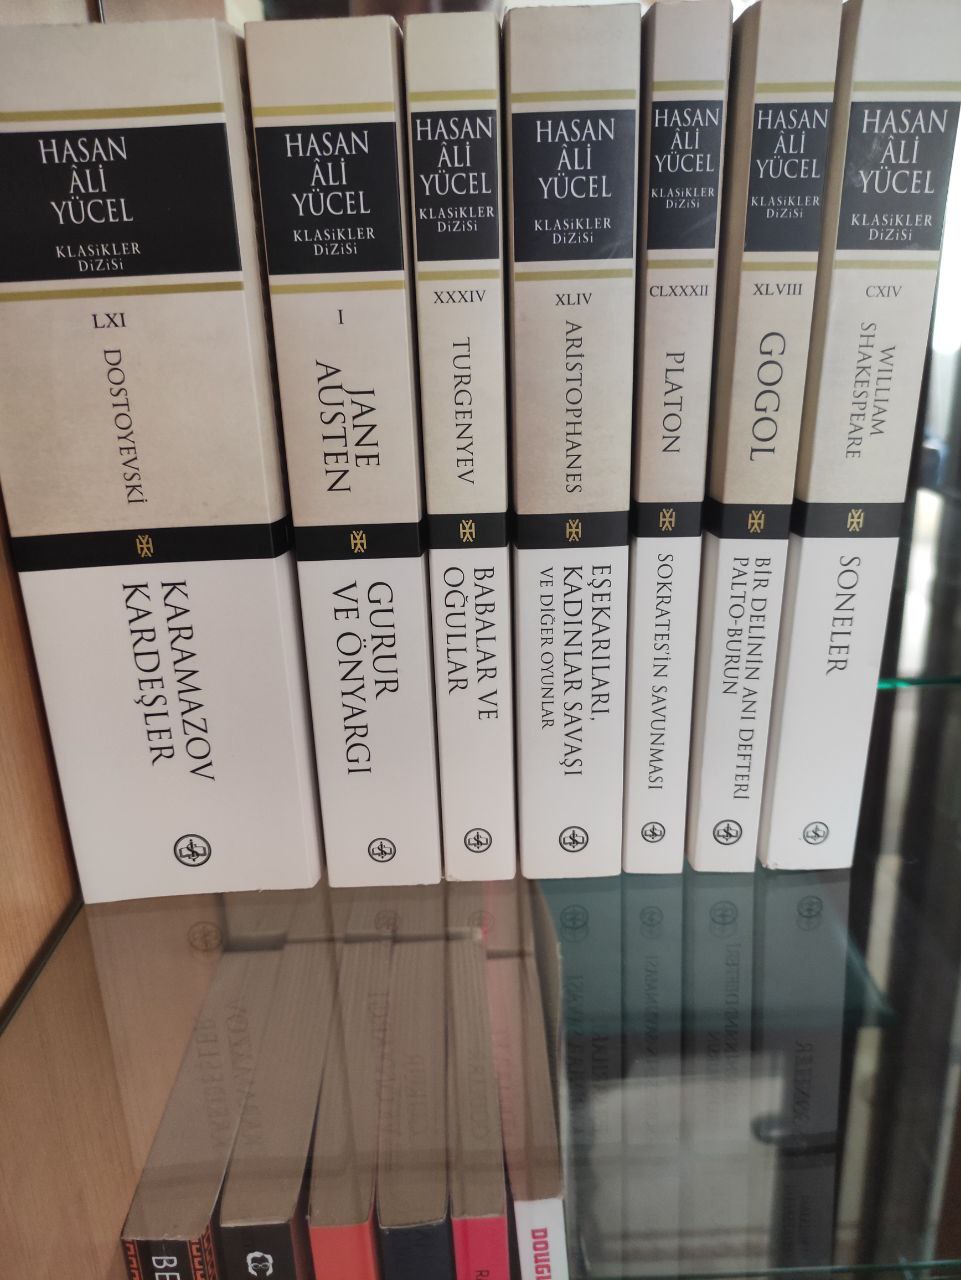 HASAN
ÂLİ
YÜCEL
KLASİKLER
DİZİSİ
LXI
DOSTOYEVSKİ
KARAMAZOV
KARDEŞLER
HASAN
ÂLİ
YÜCEL
KLASİKLER
DİZİSİ
I
JANE
AUSTEN
GURUR
VE ÖNYARGI
HASAN
ÂLİ
YÜCEL
KLASİKLER
DİZİSİ
XXXIV
TURGENYEV
BABALAR VE
OĞULLAR
HASAN
ÂLİ
YÜCEL
KLASİKLER
DİZİSİ
XLIV
ARİSTOPHANES
EŞEKARILARI,
KADINLAR SAVAŞI
VE DİĞER OYUNLAR
HASAN
ÂLİ
YÜCEL
KLASİKLER
DİZİSİ
CLXXXII
PLATON
SOKRATES'İN SAVUNMASI
HASAN
ÂLİ
YÜCEL
KLASİKLER
DİZİSİ
XLVIII
GOGOL
BİR DELİNİN ANI DEFTERİ
PALTO-BURUN
HASAN
ÂLİ
YÜCEL
KLASİKLER
DİZİSİ
CXIV
WILLIAM
SHAKESPEARE
SONELER